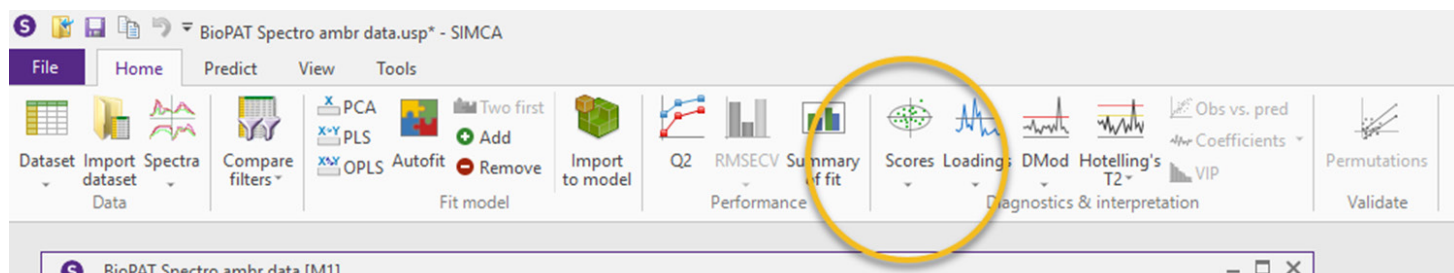 S
BioPAT Spectro ambr data.usp* - SIMCA
File Home Predict View Tools
Dataset
Import dataset
Spectra
Data
Compare filters
X PCA
X•Y PLS
X•Y OPLS
Autofit
Two first
Add
Remove
Import to model
Fit model
Q2
RMSECV
Summary of fit
Performance
Scores
Loadings
DMod
Hotelling's T2
Obs vs. pred
Coefficients
VIP
Diagnostics & interpretation
Permutations
Validate
S BioPAT Spectro ambr data [M1]